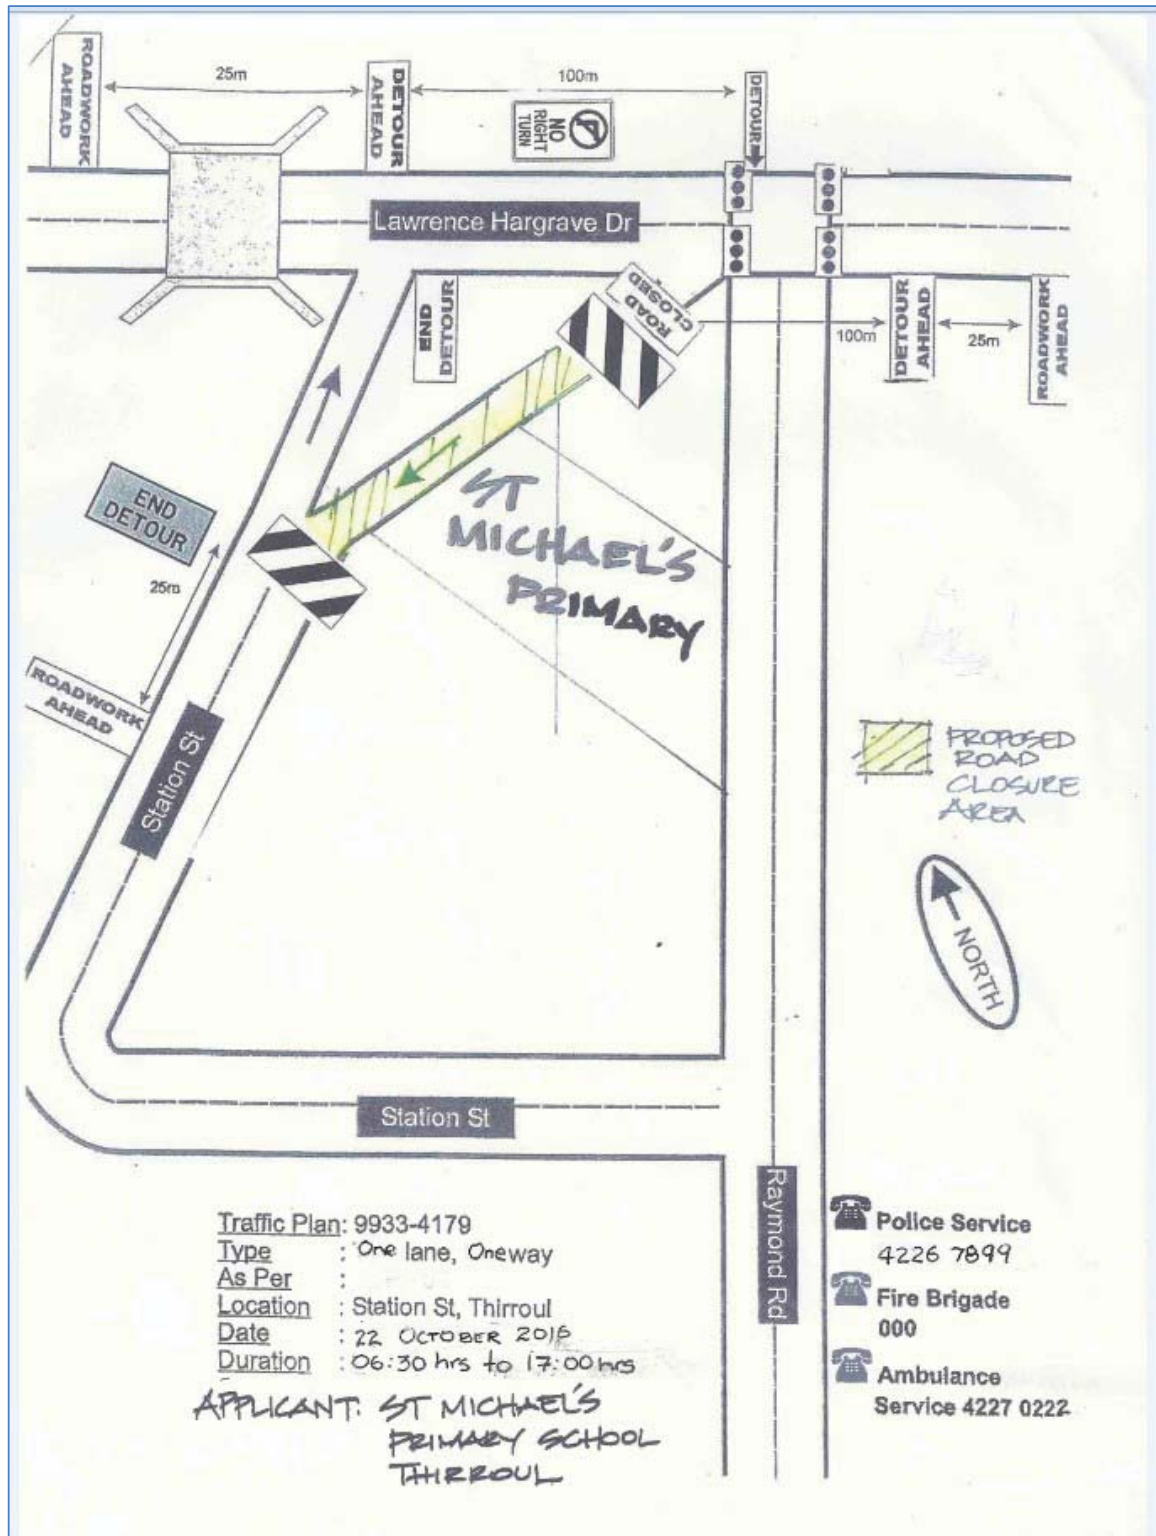 ROADWORK
AHEAD
25m
DETOUR
AHEAD
100m
DETOUR
NO
RIGHT
TURN
Lawrence Hargrave Dr
END
DETOUR
ROAD
CLOSED
100m
DETOUR
AHEAD
25m
ROADWORK
AHEAD
END
DETOUR
25m
ROADWORK
AHEAD
ST
MICHAEL'S
PRIMARY
Station St
PROPOSED
ROAD
CLOSURE
AREA
NORTH
Station St
Raymond Rd
Traffic Plan: 9933-4179
Type : One lane, Oneway
As Per :
Location : Station St, Thirroul
Date : 22 OCTOBER 2016
Duration : 06:30 hrs to 17:00 hrs
APPLICANT: ST MICHAEL'S
PRIMARY SCHOOL
THIRROUL
Police Service
4226 7899
Fire Brigade
000
Ambulance
Service 4227 0222